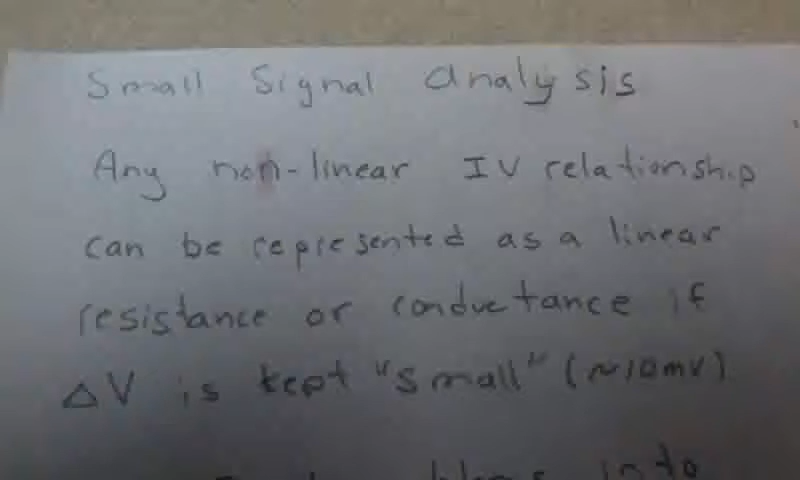 Small Signal analysis
Any non-linear IV relationship
can be represented as a linear
resistance or conductance if
ΔV is kept "small" (~10mV)
into